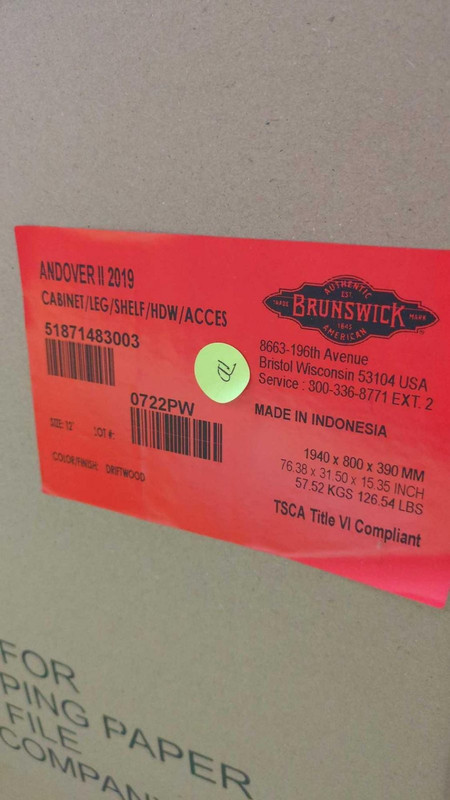 ANDOVER II 2019
CABINET/LEG/SHELF/HDW/ACCES
51871483003
0722PW
SIZE: 13' LOT #:
COLOR/FINISH: DRIFTWOOD
AUTHENTIC
EST.
TRADE BRUNSWICK MARK
1845
AMERICAN
8663-196th Avenue
Bristol Wisconsin 53104 USA
Service : 300-336-8771 EXT. 2
MADE IN INDONESIA
1940 x 800 x 390 MM
76.38 x 31.50 x 15.35 INCH
57.52 KGS 126.54 LBS
TSCA Title VI Compliant
FOR
PING PAPER
FILE
COMPAN